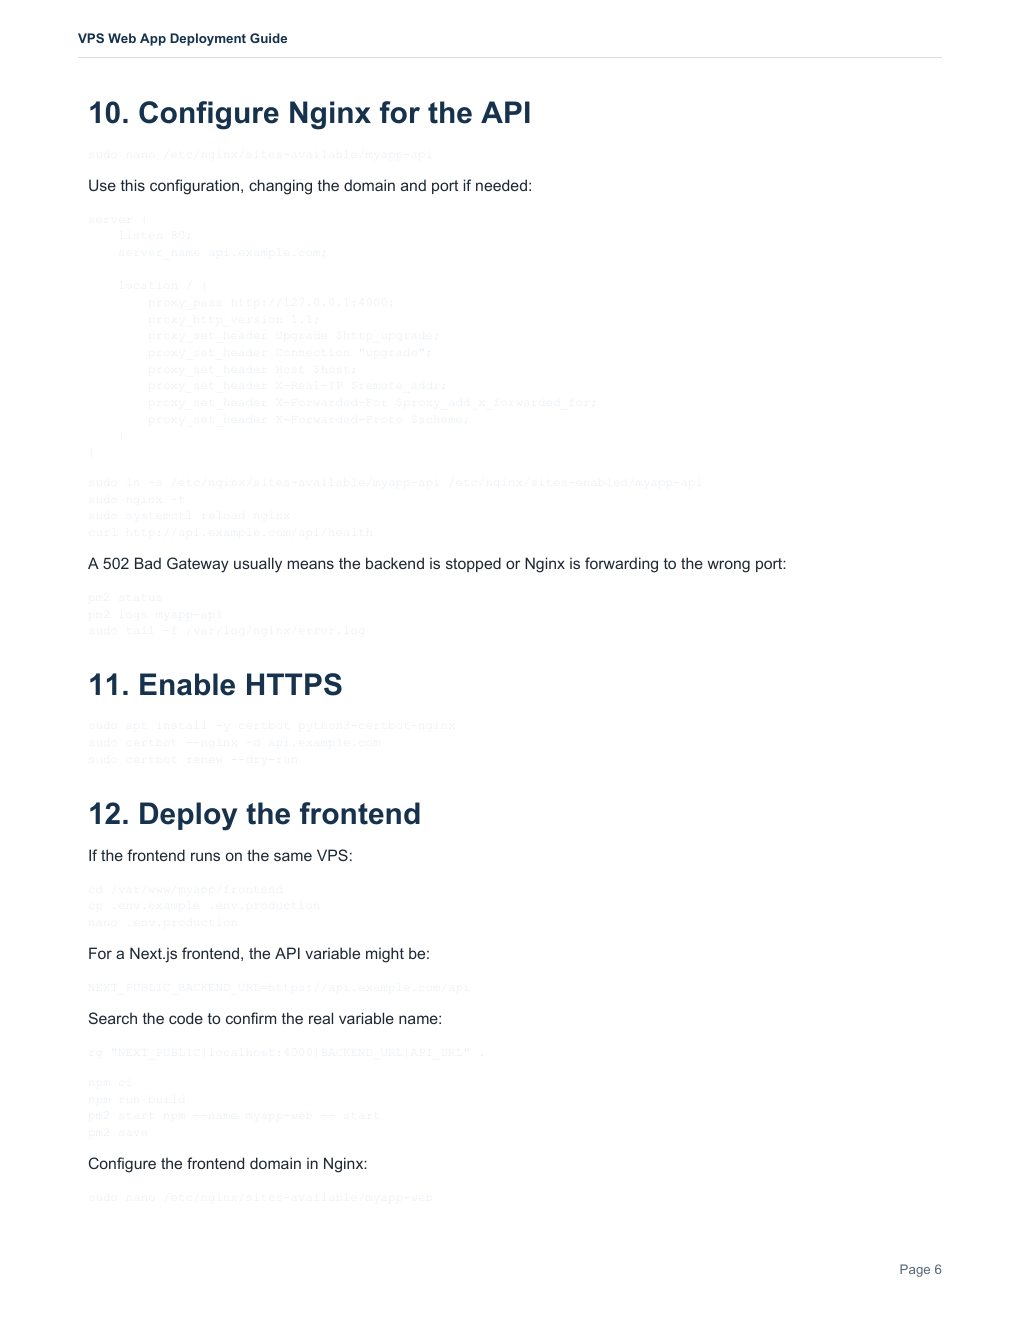 VPS Web App Deployment Guide
10. Configure Nginx for the API
sudo nano /etc/nginx/sites-available/myapp-api
Use this configuration, changing the domain and port if needed:
server {
    listen 80;
    server_name api.example.com;
    location / {
        proxy_pass http://127.0.0.1:4000;
        proxy_http_version 1.1;
        proxy_set_header Upgrade $http_upgrade;
        proxy_set_header Connection "upgrade";
        proxy_set_header Host $host;
        proxy_set_header X-Real-IP $remote_addr;
        proxy_set_header X-Forwarded-For $proxy_add_x_forwarded_for;
        proxy_set_header X-Forwarded-Proto $scheme;
    }
}
sudo ln -s /etc/nginx/sites-available/myapp-api /etc/nginx/sites-enabled/myapp-api
sudo nginx -t
sudo systemctl reload nginx
curl http://api.example.com/api/health
A 502 Bad Gateway usually means the backend is stopped or Nginx is forwarding to the wrong port:
pm2 status
pm2 logs myapp-api
sudo tail -f /var/log/nginx/error.log
11. Enable HTTPS
sudo apt install -y certbot python3-certbot-nginx
sudo certbot --nginx -d api.example.com
sudo certbot renew --dry-run
12. Deploy the frontend
If the frontend runs on the same VPS:
cd /var/www/myapp/frontend
cp .env.example .env.production
nano .env.production
For a Next.js frontend, the API variable might be:
NEXT_PUBLIC_BACKEND_URL=https://api.example.com/api
Search the code to confirm the real variable name:
rg "NEXT_PUBLIC|localhost:4000|BACKEND_URL|API_URL" .
npm ci
npm run build
pm2 start npm --name myapp-web -- start
pm2 save
Configure the frontend domain in Nginx:
sudo nano /etc/nginx/sites-available/myapp-web
Page 6